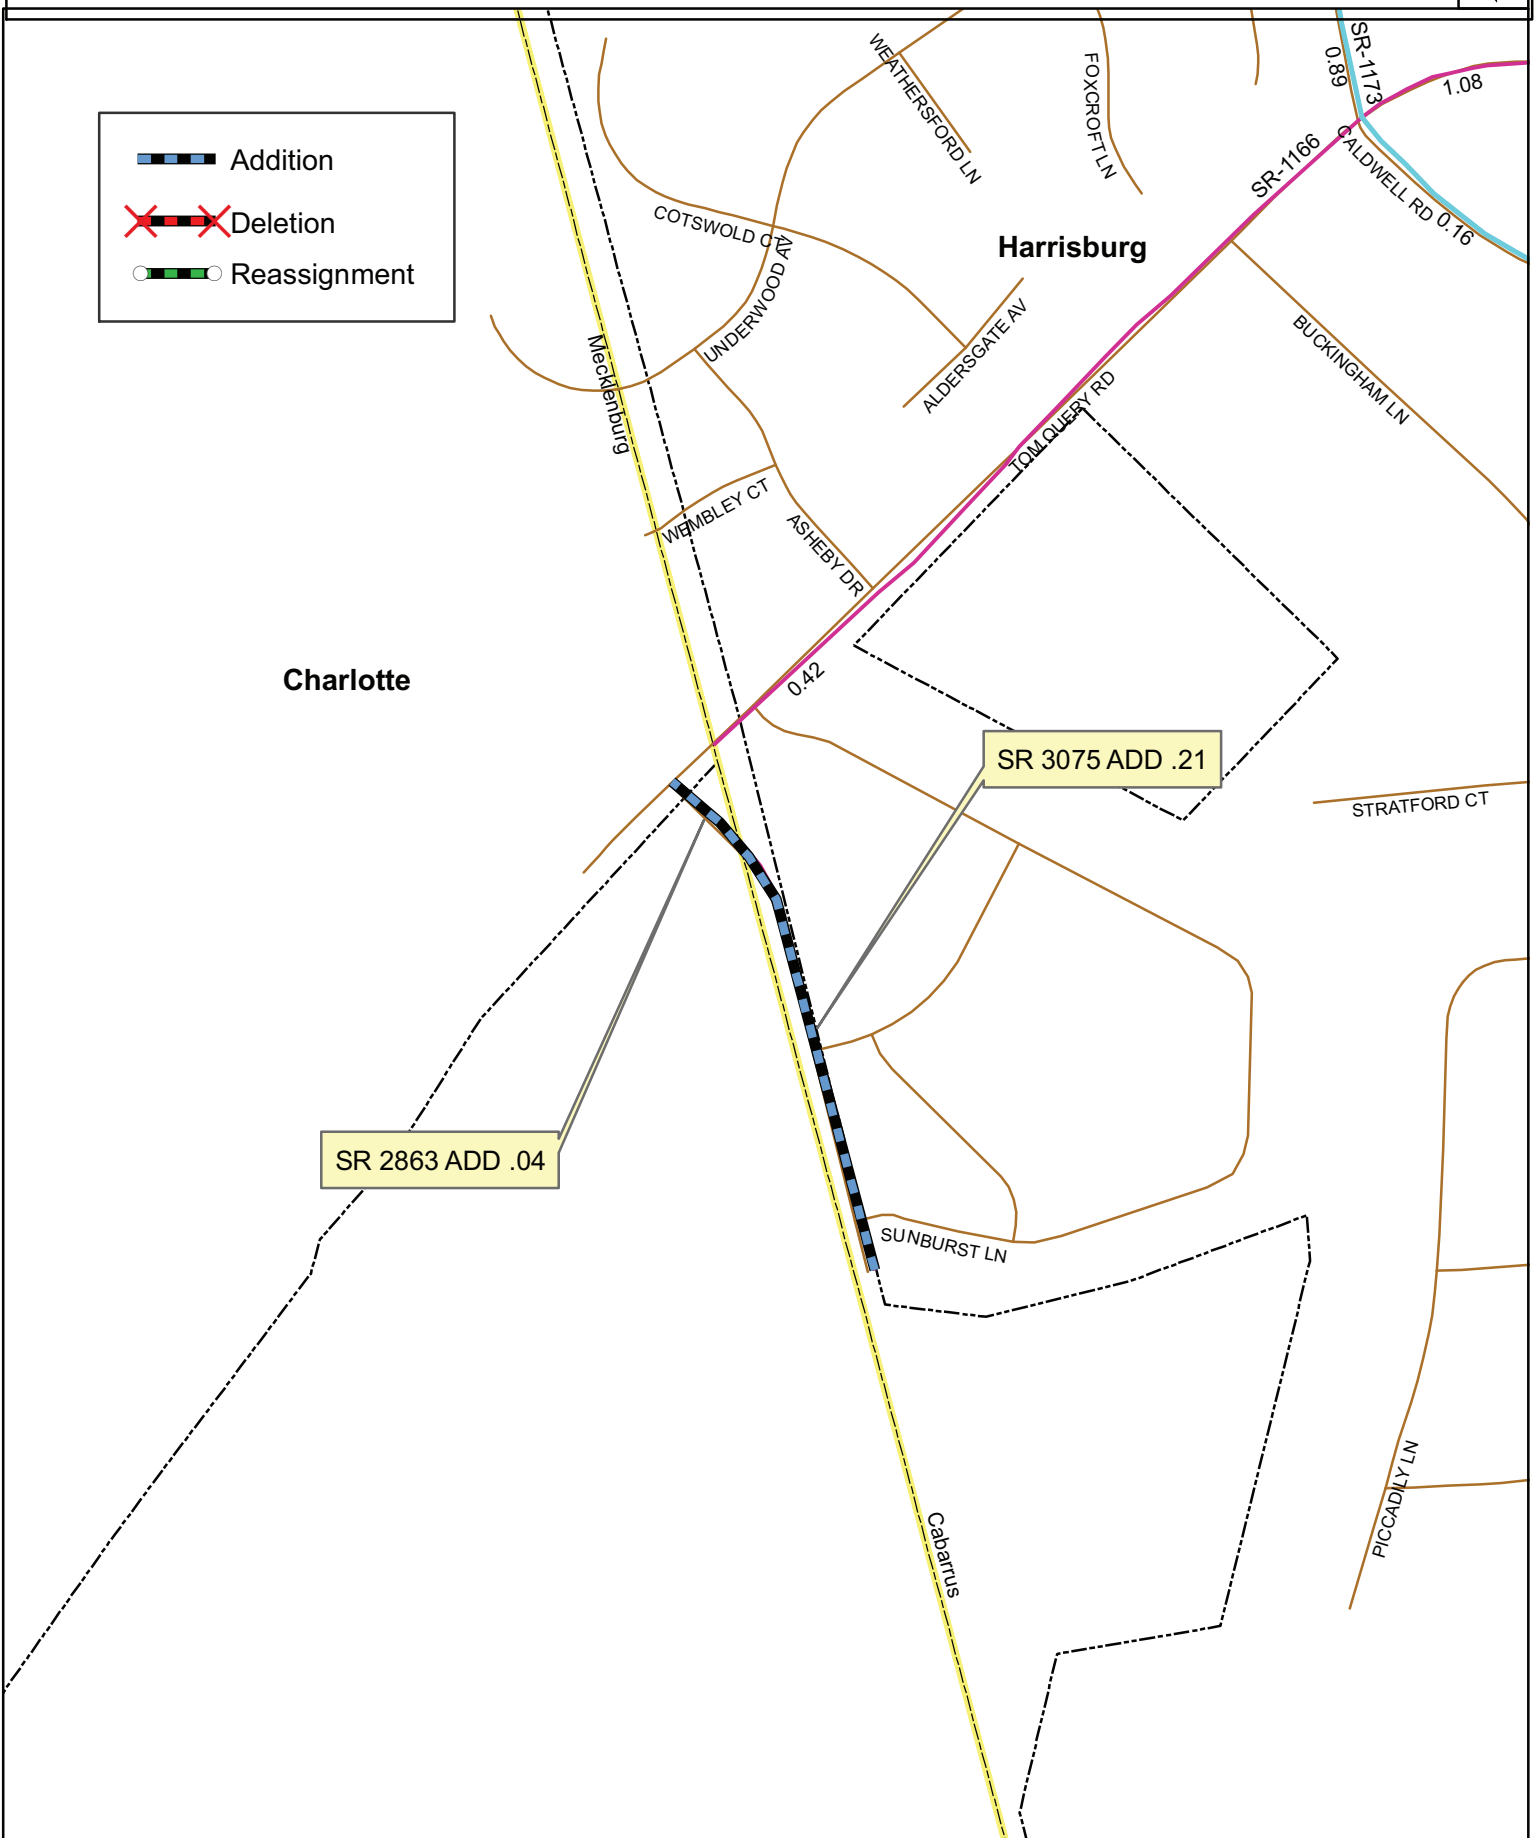 Addition
Deletion
Reassignment
WEATHERSFORD LN
FOXCROFT LN
SR-1173
0.89
1.08
SR-1166
CALDWELL RD
0.16
COTSWOLD CT
UNDERWOOD AV
Harrisburg
ALDERSGATE AV
BUCKINGHAM LN
Mecklenburg
TOM QUERY RD
WEMBLEY CT
ASHEBY DR
Charlotte
0.42
SR 3075 ADD .21
STRATFORD CT
SR 2863 ADD .04
SUNBURST LN
PICCADILY LN
Cabarrus